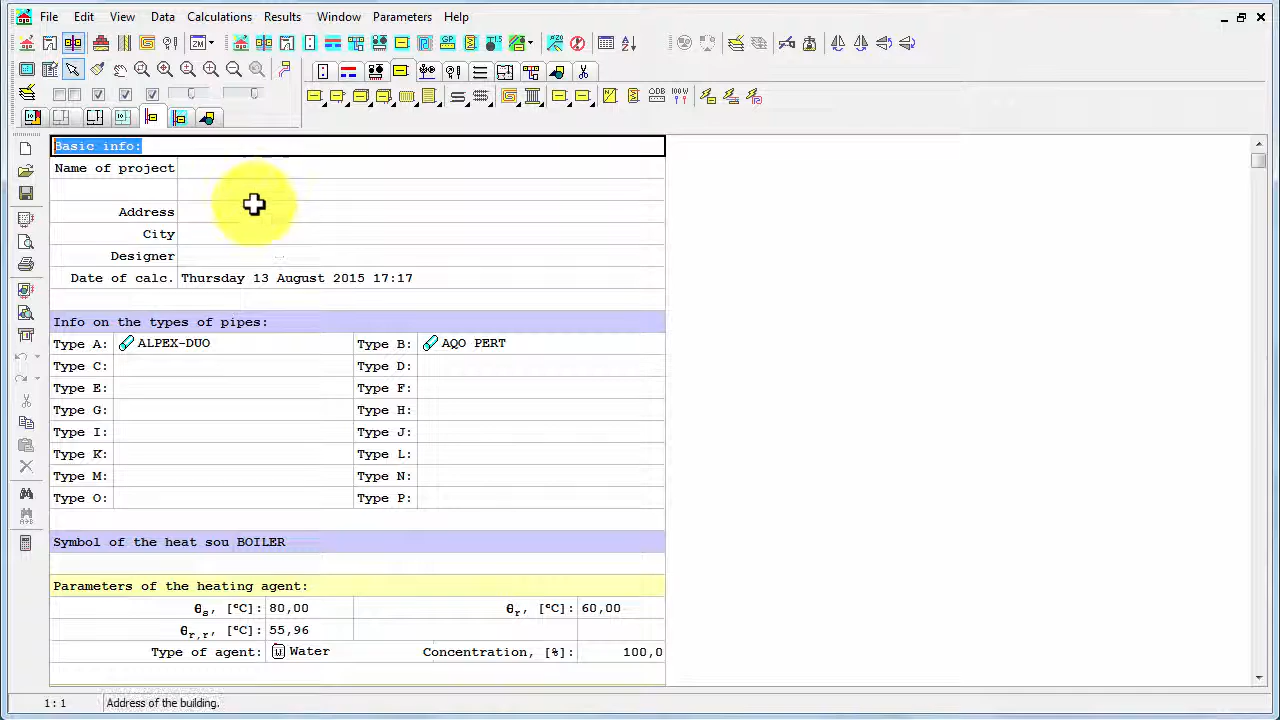 File Edit View Data Calculations Results Window Parameters Help
Basic info:
Name of project
Address
City
Designer
Date of calc. Thursday 13 August 2015 17:17
Info on the types of pipes:
Type A: ALPEX-DUO Type B: AQO PERT
Type C: Type D:
Type E: Type F:
Type G: Type H:
Type I: Type J:
Type K: Type L:
Type M: Type N:
Type O: Type P:
Symbol of the heat sou BOILER
Parameters of the heating agent:
θs, [°C]: 80,00 θr, [°C]: 60,00
θr,r, [°C]: 55,96
Type of agent: Water Concentration, [%]: 100,0
1: 1 Address of the building.